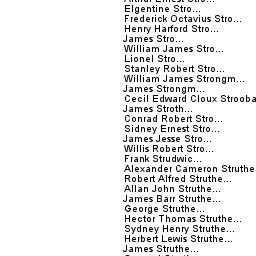 Elgentine Stro...
Frederick Octavius Stro...
Henry Harford Stro...
James Stro...
William James Stro...
Lionel Stro...
Stanley Robert Stro...
William James Strongm...
James Strongm...
Cecil Edward Cloux Strooba
James Stroth...
Conrad Robert Stro...
Sidney Ernest Stro...
James Jesse Stro...
Willis Robert Stro...
Frank Strudwic...
Alexander Cameron Struthe
Robert Alfred Struthe...
Allan John Struthe...
James Barr Struthe...
George Struthe...
Hector Thomas Struthe...
Sydney Henry Struthe...
Herbert Lewis Struthe...
James Struthe...